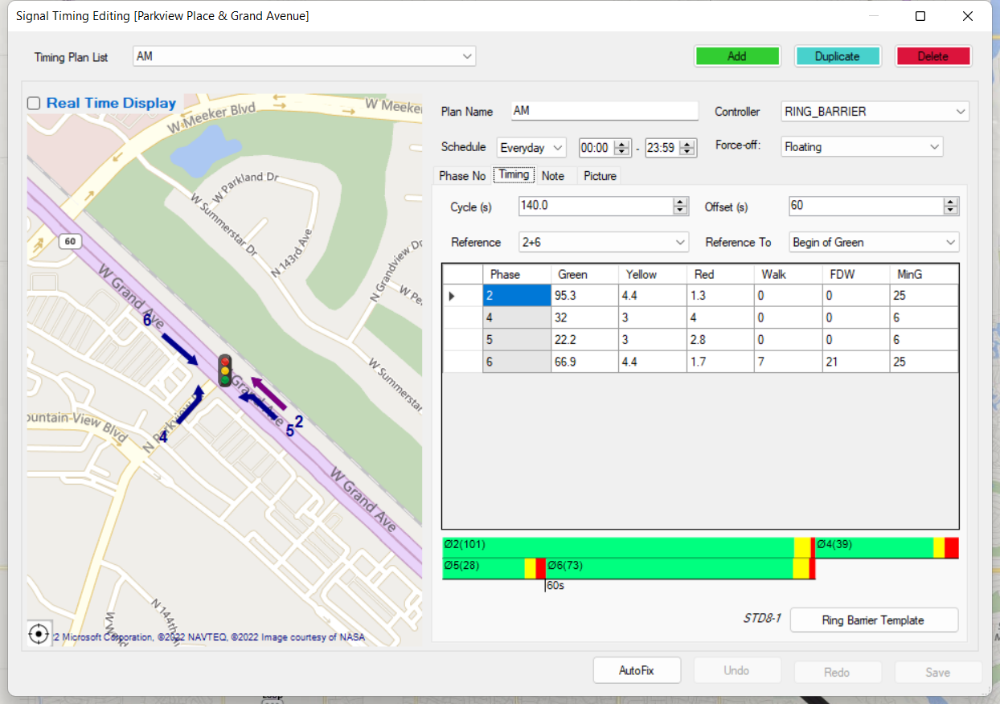 Signal Timing Editing [Parkview Place & Grand Avenue]
Timing Plan List AM Add Duplicate Delete
Real Time Display
Plan Name AM Controller RING_BARRIER
Schedule Everyday 00:00 - 23:59 Force-off: Floating
Phase No Timing Note Picture
Cycle (s) 140.0 Offset (s) 60
Reference 2+6 Reference To Begin of Green
Phase Green Yellow Red Walk FDW MinG
2 95.3 4.4 1.3 0 0 25
4 32 3 4 0 0 6
5 22.2 3 2.8 0 0 6
6 66.9 4.4 1.7 7 21 25
Ø2(101) Ø4(39)
Ø5(28) Ø6(73)
60s
STD8-1 Ring Barrier Template
AutoFix Undo Redo Save
W Meeker Blvd
W Meeker
W Parkland Dr
W Summerstar Dr
N 143rd Ave
N Grandview Dr
W Pe
60
W Grand Ave
6
W Grand Ave
W Summerstar
2
5
4
N Parkview
ountain View Blvd
W Grand Ave
N 144th
2 Microsoft Corporation, ©2022 NAVTEQ, ©2022 Image courtesy of NASA